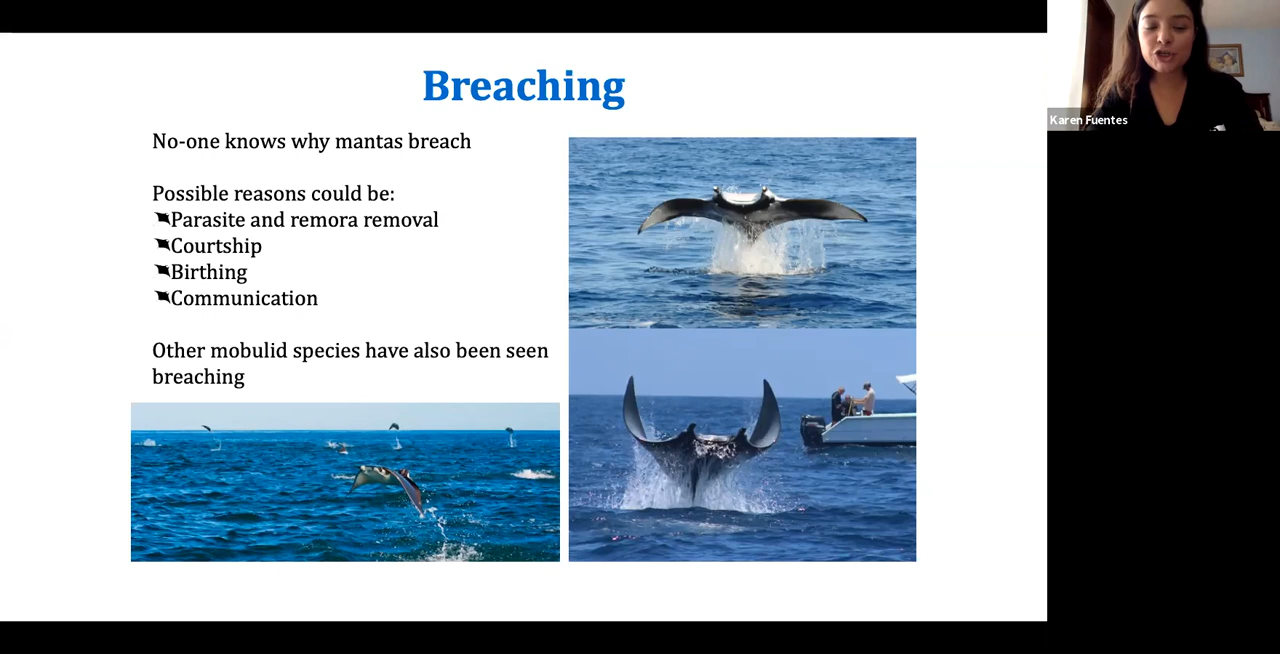 Breaching
No-one knows why mantas breach
Possible reasons could be:
Parasite and remora removal
Courtship
Birthing
Communication
Other mobulid species have also been seen
breaching
Karen Fuentes